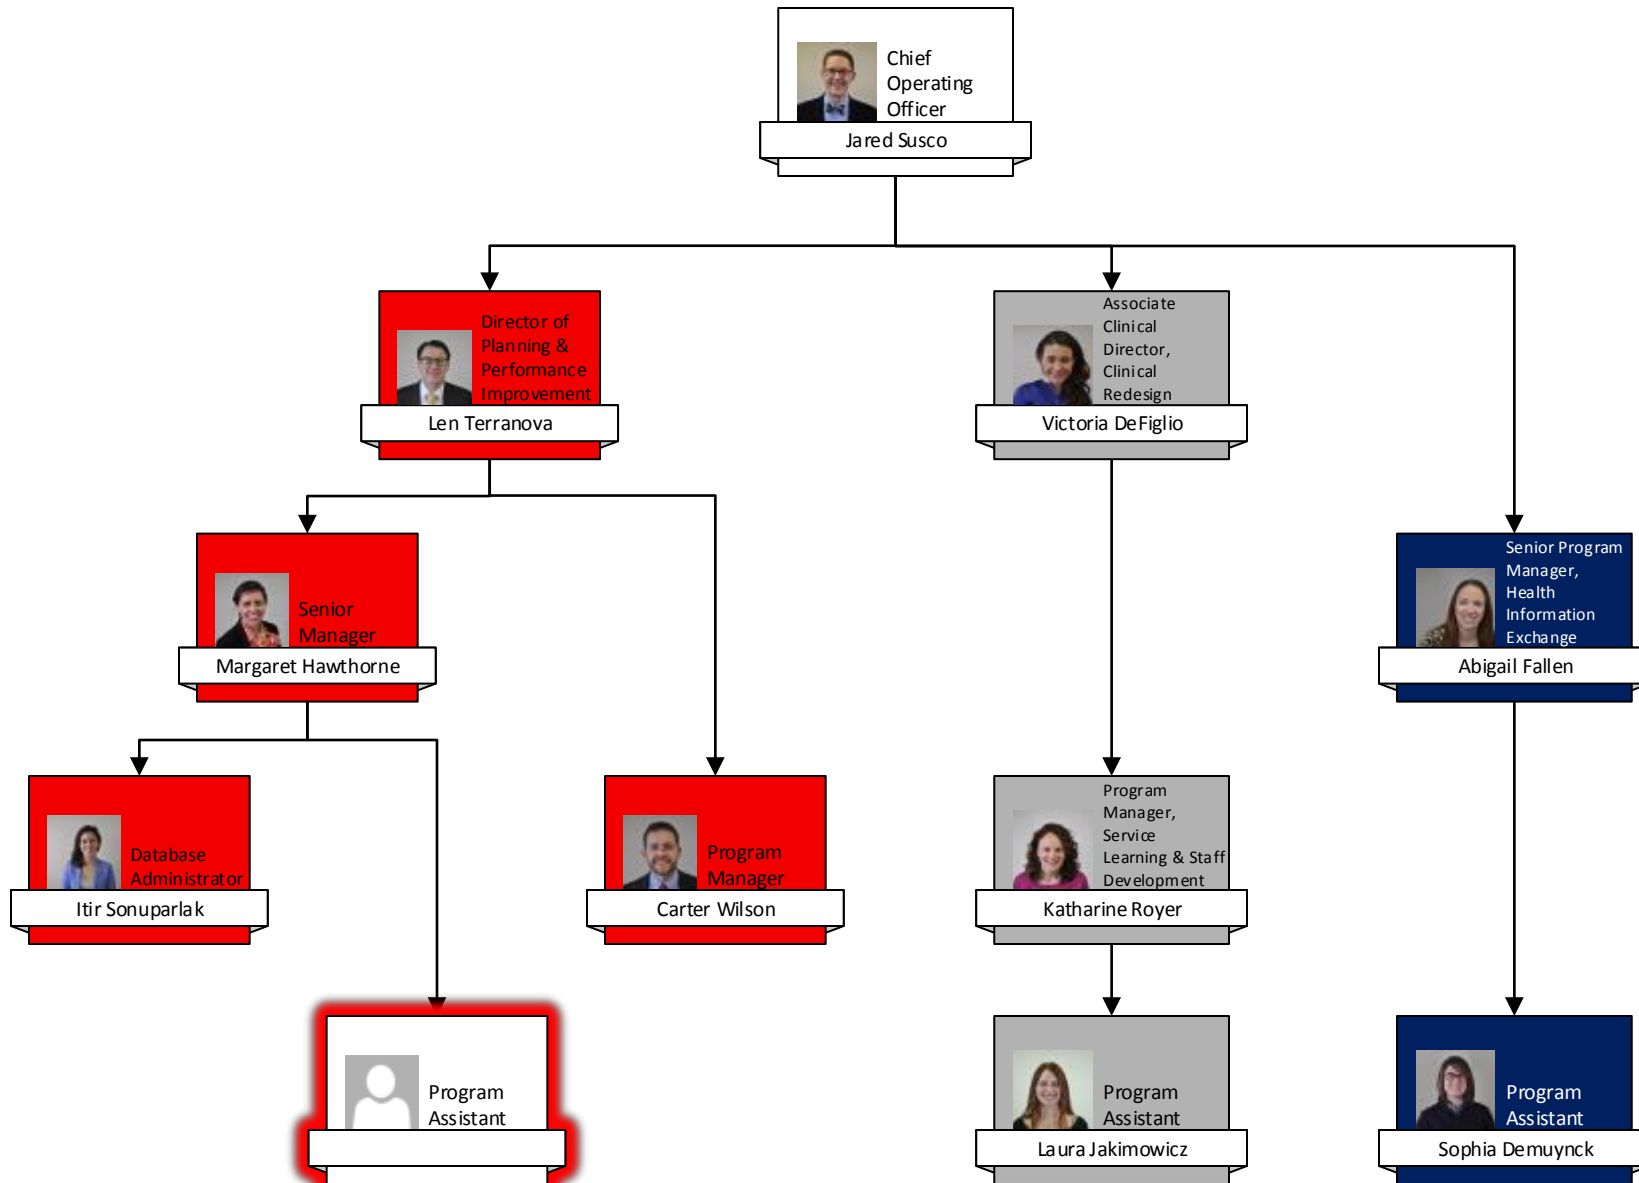 Chief
Operating
Officer
Jared Susco
Director of
Planning &
Performance
Improvement
Len Terranova
Associate
Clinical
Director,
Clinical
Redesign
Victoria DeFiglio
Senior
Manager
Margaret Hawthorne
Senior Program
Manager,
Health
Information
Exchange
Abigail Fallen
Database
Administrator
Itir Sonuparlak
Program
Manager
Carter Wilson
Program
Manager,
Service
Learning & Staff
Development
Katharine Royer
Program
Assistant
Program
Assistant
Laura Jakimowicz
Program
Assistant
Sophia Demuynck